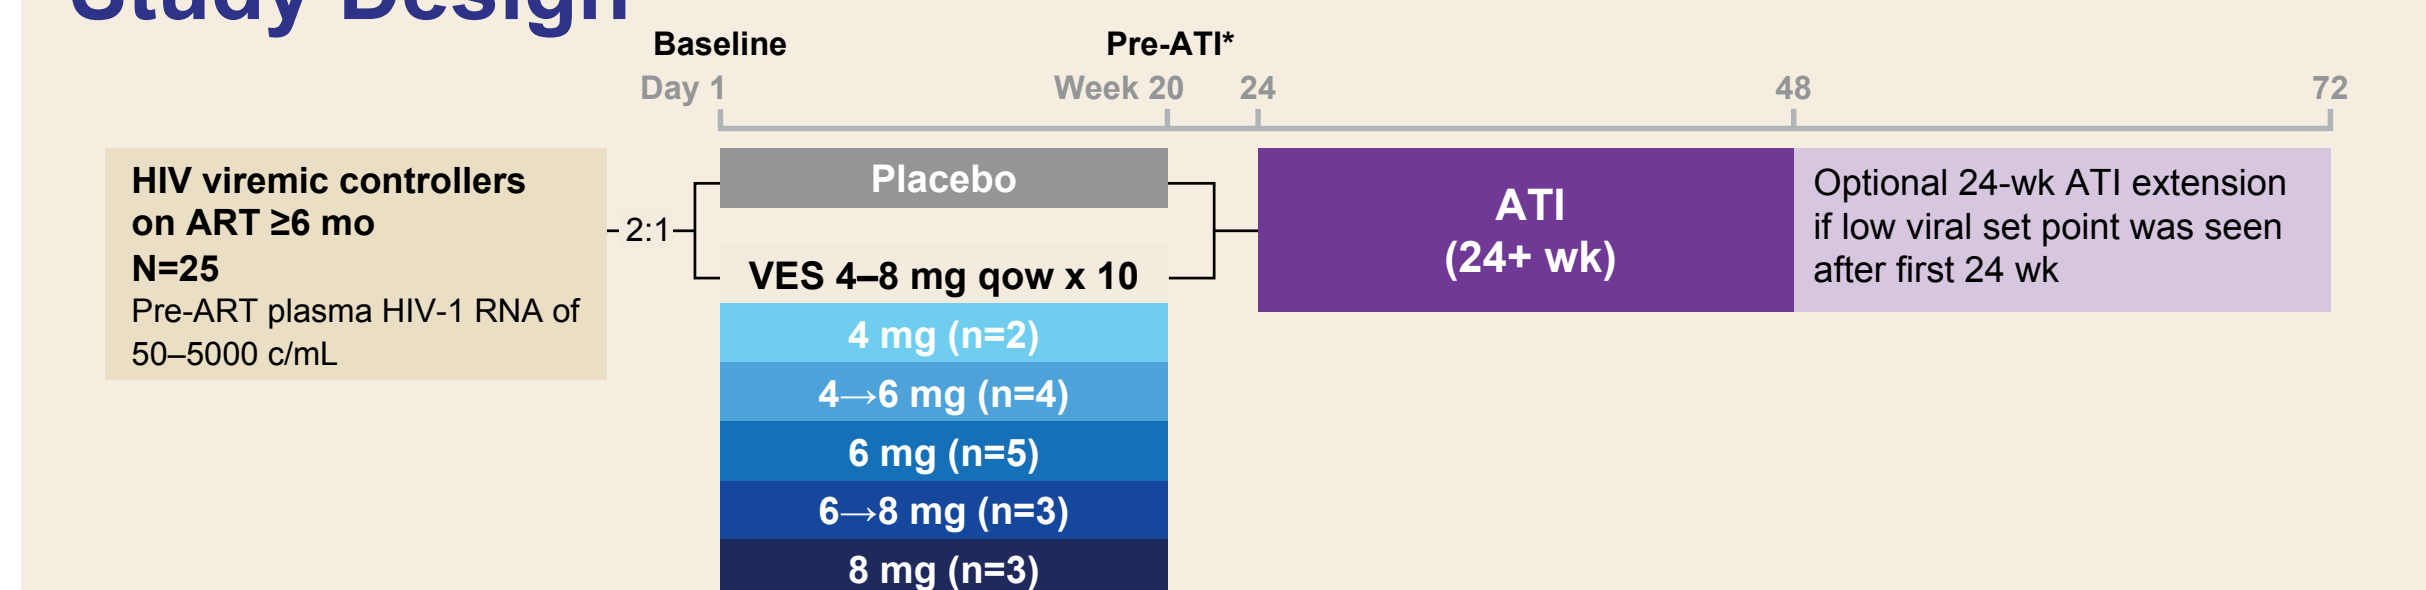 Study Design
Baseline
Pre-ATI*
Day 1
Week 20
24
48
72
HIV viremic controllers
on ART ≥6 mo
N=25
Pre-ART plasma HIV-1 RNA of
50–5000 c/mL
2:1
Placebo
VES 4–8 mg qow x 10
4 mg (n=2)
4→6 mg (n=4)
6 mg (n=5)
6→8 mg (n=3)
8 mg (n=3)
ATI
(24+ wk)
Optional 24-wk ATI extension
if low viral set point was seen
after first 24 wk